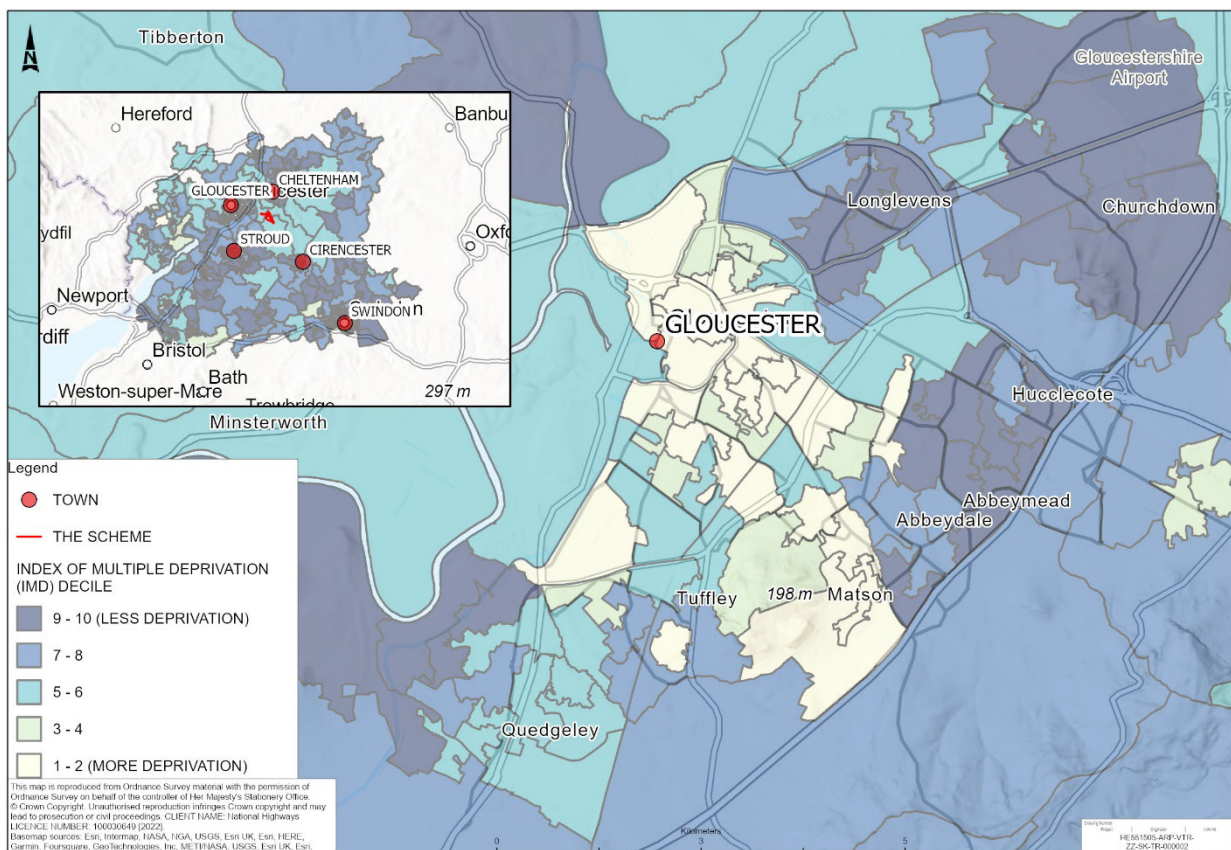 Tibberton
N
Gloucestershire
Airport
Hereford
Banbu
CHELTENHAM
GLOUCESTER
cester
ydfil
STROUD
Oxfo
CIRENCESTER
Newport
SWINDON
n
rdiff
Bristol
Bath
Weston-super-Mare
Trowbridge
297 m
Longlevens
Churchdown
GLOUCESTER
Hucclecote
Minsterworth
Abbeymead
Abbeydale
Tuffley
198 m
Matson
Quedgeley
Legend
TOWN
THE SCHEME
INDEX OF MULTIPLE DEPRIVATION
(IMD) DECILE
9 - 10 (LESS DEPRIVATION)
7 - 8
5 - 6
3 - 4
1 - 2 (MORE DEPRIVATION)
This map is reproduced from Ordnance Survey material with the permission of
Ordnance Survey on behalf of the controller of Her Majesty's Stationery Office.
© Crown Copyright. Unauthorised reproduction infringes Crown copyright and may
lead to prosecution or civil proceedings. CLIENT NAME: National Highways
LICENCE NUMBER: 100030649 [2022].
Basemap sources: Esri, Intermap, NASA, NGA, USGS, Esri UK, Esri, HERE,
Garmin, Foursquare, GeoTechnologies, Inc, METI/NASA, USGS, Esri UK, Esri,
Kilometers
0 3 5
HE551505-ARP-VTR-
ZZ-SK-TR-000002